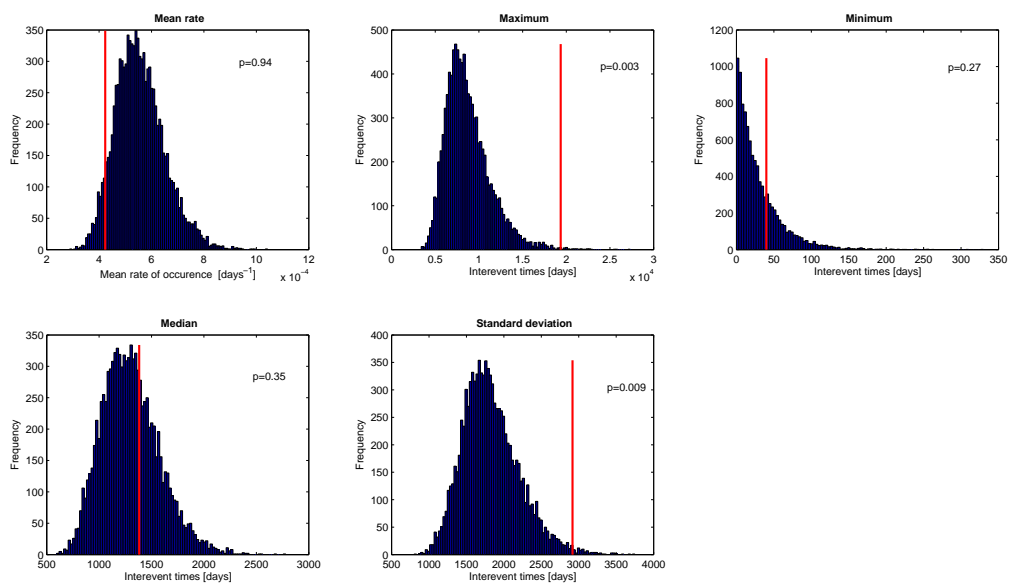 Mean rate
350
300
250
200
150
100
50
0
Frequency
p=0.94
2 4 6 8 10 12
Mean rate of occurence [days⁻¹]
x 10⁻⁴
Maximum
500
400
300
200
100
0
Frequency
p=0.003
0 0.5 1 1.5 2 2.5 3
Interevent times [days]
x 10⁴
Minimum
1200
1000
800
600
400
200
0
Frequency
p=0.27
0 50 100 150 200 250 300 350
Interevent times [days]
Median
350
300
250
200
150
100
50
0
Frequency
p=0.35
500 1000 1500 2000 2500 3000
Interevent times [days]
Standard deviation
400
350
300
250
200
150
100
50
0
Frequency
p=0.009
500 1000 1500 2000 2500 3000 3500 4000
Interevent times [days]